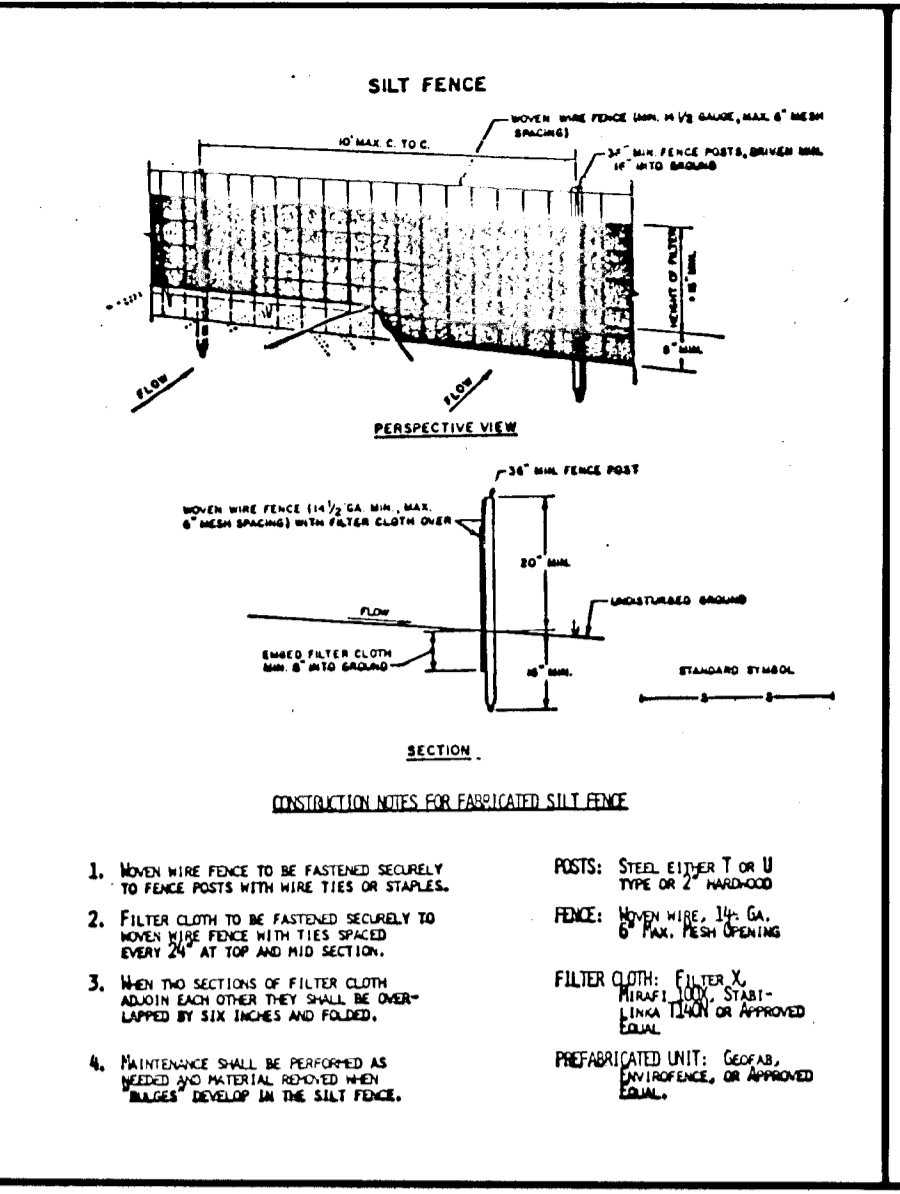 SILT FENCE
WOVEN WIRE FENCE (MIN. 14 1/2 GAUGE, MAX. 6" MESH
SPACING)
10' MAX. C. TO C.
MIN. FENCE POSTS, DRIVEN MIN.
INTO GROUND
HEIGHT OF FILTER
MIN.
8" MIN.
FLOW
FLOW
PERSPECTIVE VIEW
36" MIN. FENCE POST
WOVEN WIRE FENCE (14 1/2 GA. MIN., MAX.
6" MESH SPACING) WITH FILTER CLOTH OVER
20" MIN.
UNDISTURBED GROUND
FLOW
EMBED FILTER CLOTH
MIN. 8" INTO GROUND
16" MIN.
STANDARD SYMBOL
SECTION
CONSTRUCTION NOTES FOR FABRICATED SILT FENCE
1. WOVEN WIRE FENCE TO BE FASTENED SECURELY
TO FENCE POSTS WITH WIRE TIES OR STAPLES.
2. FILTER CLOTH TO BE FASTENED SECURELY TO
WOVEN WIRE FENCE WITH TIES SPACED
EVERY 24" AT TOP AND MID SECTION.
3. WHEN TWO SECTIONS OF FILTER CLOTH
ADJOIN EACH OTHER THEY SHALL BE OVER-
LAPPED BY SIX INCHES AND FOLDED.
4. MAINTENANCE SHALL BE PERFORMED AS
NEEDED AND MATERIAL REMOVED WHEN
"BULGES" DEVELOP IN THE SILT FENCE.
POSTS: STEEL EITHER T OR U
TYPE OR 2" HARDWOOD
FENCE: WOVEN WIRE, GA.
6" MAX. MESH OPENING
FILTER CLOTH: FILTER X,
MIRAFI 100X, STABI-
LINKA T140N OR APPROVED
EQUAL
PREFABRICATED UNIT: GEOFAB,
ENVIROFENCE, OR APPROVED
EQUAL.